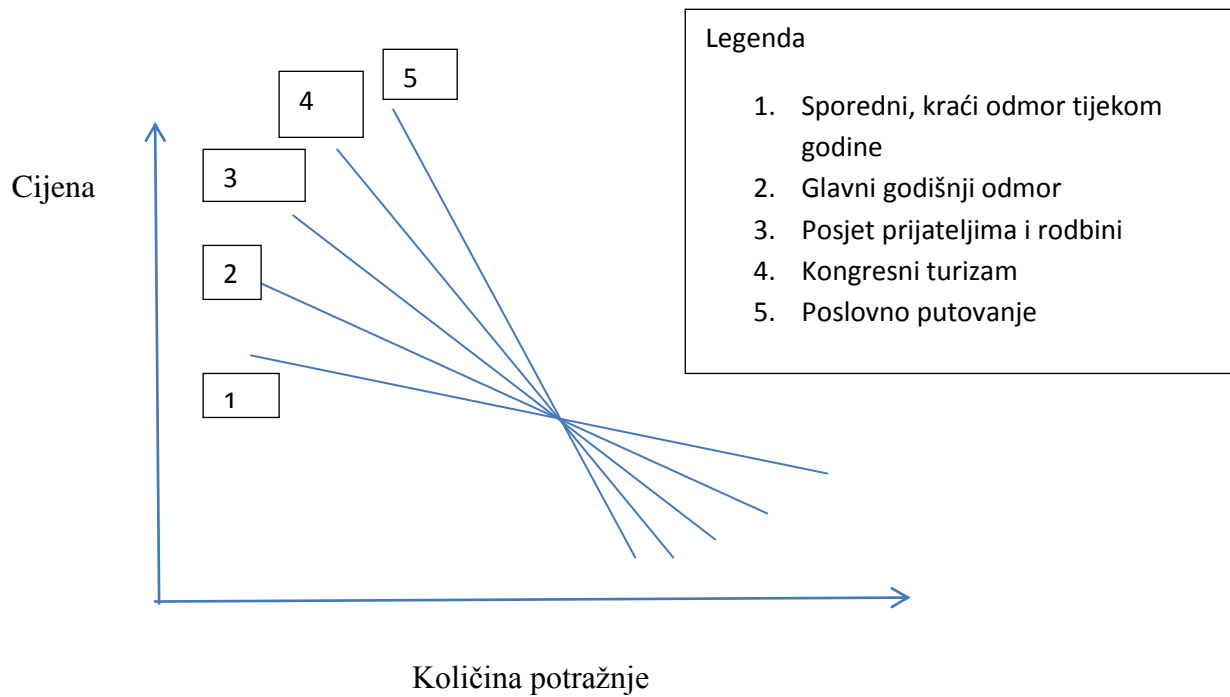 Legenda
1. Sporedni, kraći odmor tijekom
godine
2. Glavni godišnji odmor
3. Posjet prijateljima i rodbini
4. Kongresni turizam
5. Poslovno putovanje
5
4
3
2
1
Cijena
Količina potražnje